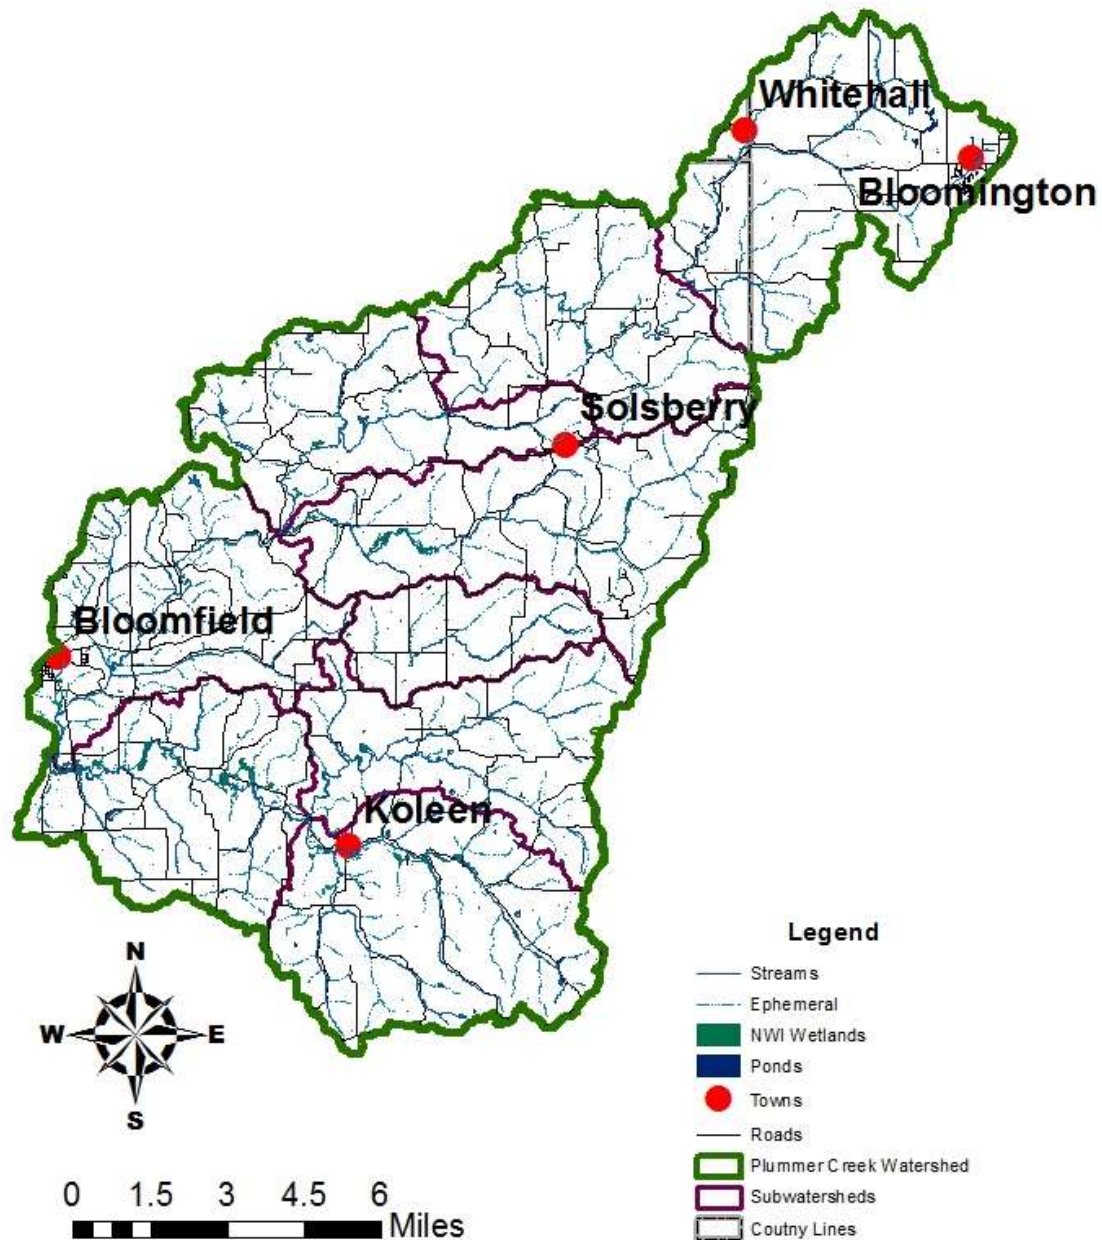 Whitehall
Bloomington
Solsberry
Bloomfield
Koleen
N
W E
S
0 1.5 3 4.5 6
Miles
Legend
Streams
Ephemeral
NWI Wetlands
Ponds
Towns
Roads
Plummer Creek Watershed
Subwatersheds
Coutny Lines